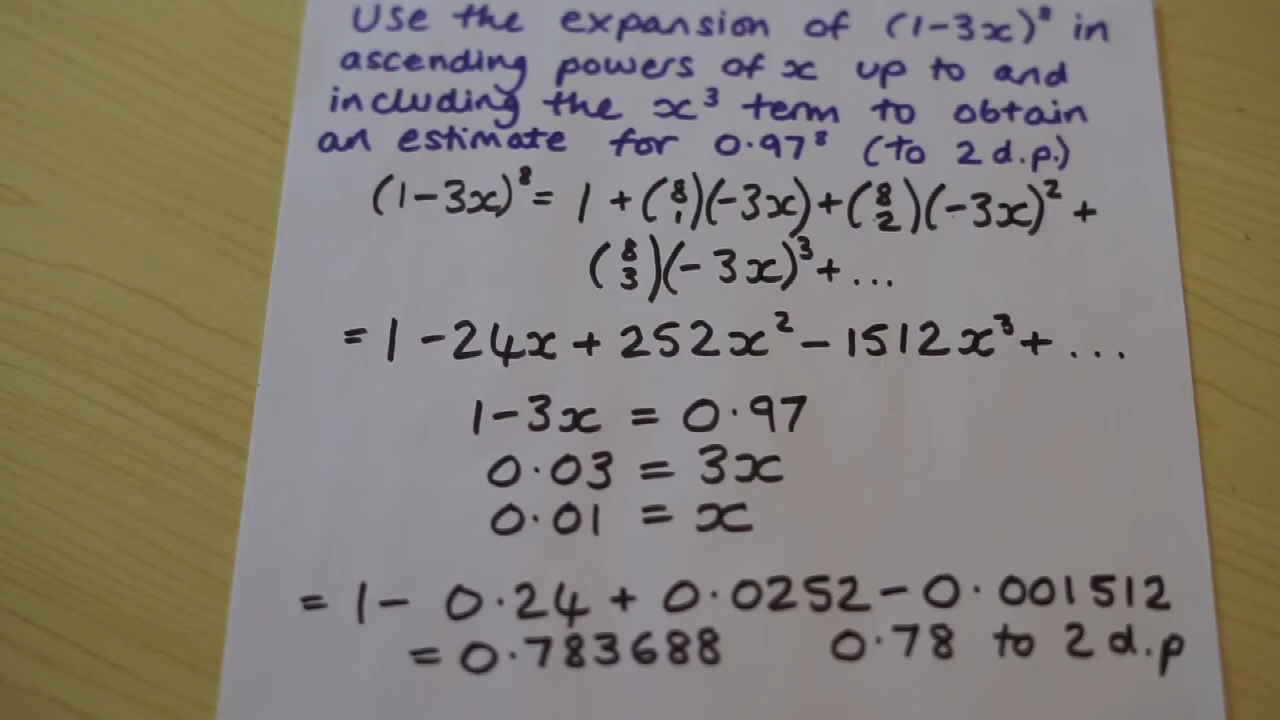 Use the expansion of (1-3x)⁸ in
ascending powers of x up to and
including the x³ term to obtain
an estimate for 0.97⁸ (to 2 d.p.)
(1-3x)⁸ = 1 + (8 1)(-3x) + (8 2)(-3x)² +
(8 3)(-3x)³ + ...
= 1 - 24x + 252x² - 1512x³ + ...
1-3x = 0.97
0.03 = 3x
0.01 = x
= 1 - 0.24 + 0.0252 - 0.001512
= 0.783688 0.78 to 2 d.p